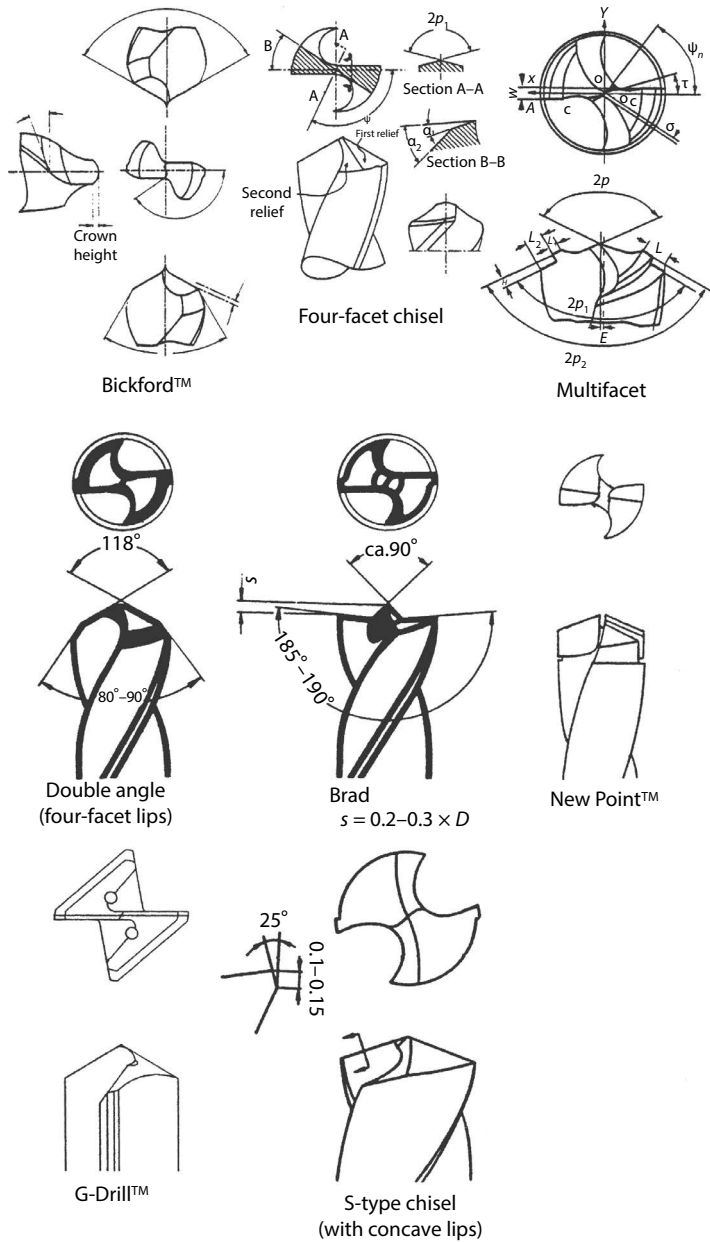 Crown
height
Bickford™
B
A
A
ψ
2p₁
Section A–A
First relief
α
α₂
Section B–B
Second
relief
Four-facet chisel
Y
ψₙ
x
w
A
o
o
c
c
τ
σ
2p
L₂
L
L
H
2p₁
E
2p₂
Multifacet
118°
80°–90°
Double angle
(four-facet lips)
ca.90°
s
185°–190°
Brad
s = 0.2–0.3 × D
New Point™
G-Drill™
25°
0.1–0.15
S-type chisel
(with concave lips)